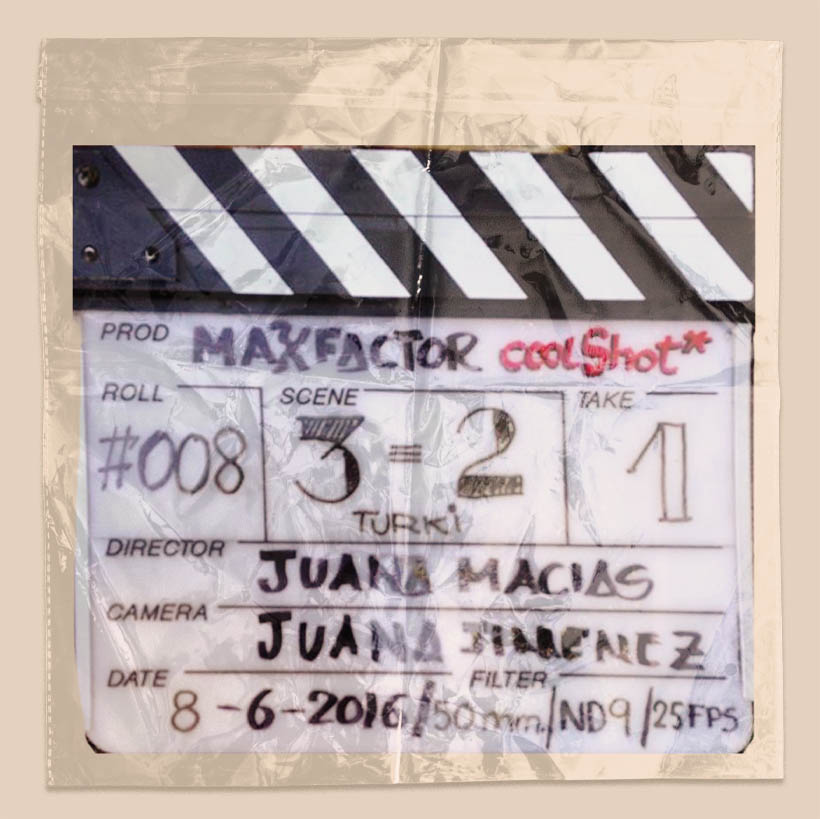 PROD MAXFACTOR coolShot*
ROLL SCENE TAKE
#008 3=2 1
TURKi
DIRECTOR JUANA MACIAS
CAMERA JUANA JIMENEZ
DATE FILTER
8-6-2016/50mm./ND9/25FPS